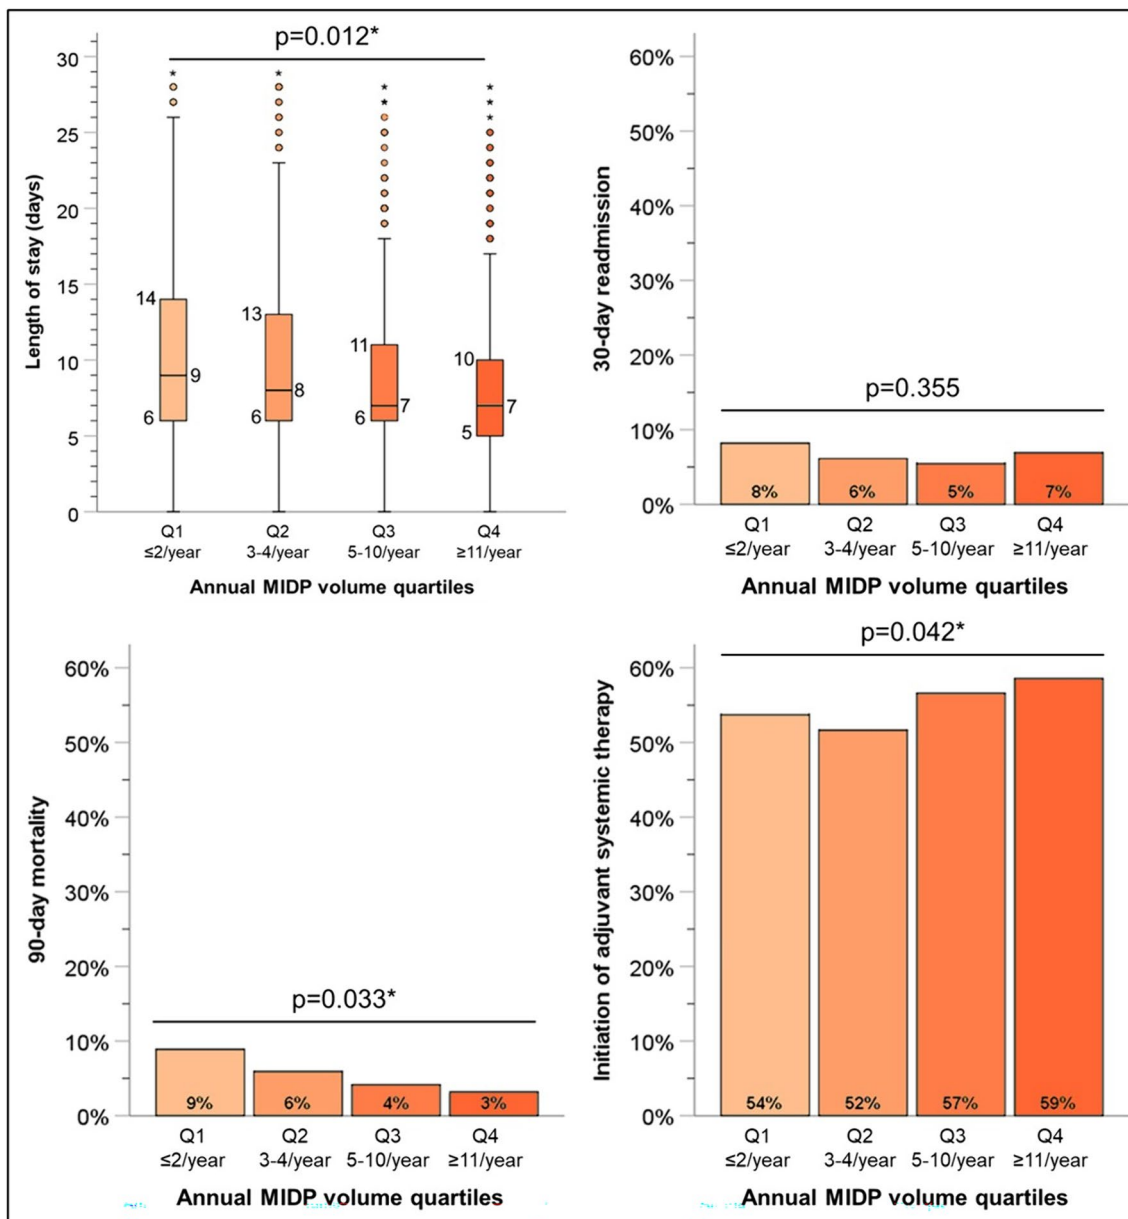 p=0.012*
30
25
20
15
10
5
0
Length of stay (days)
14
9
6
13
8
6
11
7
6
10
7
5
Q1
≤2/year
Q2
3-4/year
Q3
5-10/year
Q4
≥11/year
Annual MIDP volume quartiles
60%
50%
40%
30%
20%
10%
0%
30-day readmission
p=0.355
8%
6%
5%
7%
Q1
≤2/year
Q2
3-4/year
Q3
5-10/year
Q4
≥11/year
Annual MIDP volume quartiles
60%
50%
40%
30%
20%
10%
0%
90-day mortality
p=0.033*
9%
6%
4%
3%
Q1
≤2/year
Q2
3-4/year
Q3
5-10/year
Q4
≥11/year
Annual MIDP volume quartiles
p=0.042*
60%
50%
40%
30%
20%
10%
0%
Initiation of adjuvant systemic therapy
54%
52%
57%
59%
Q1
≤2/year
Q2
3-4/year
Q3
5-10/year
Q4
≥11/year
Annual MIDP volume quartiles